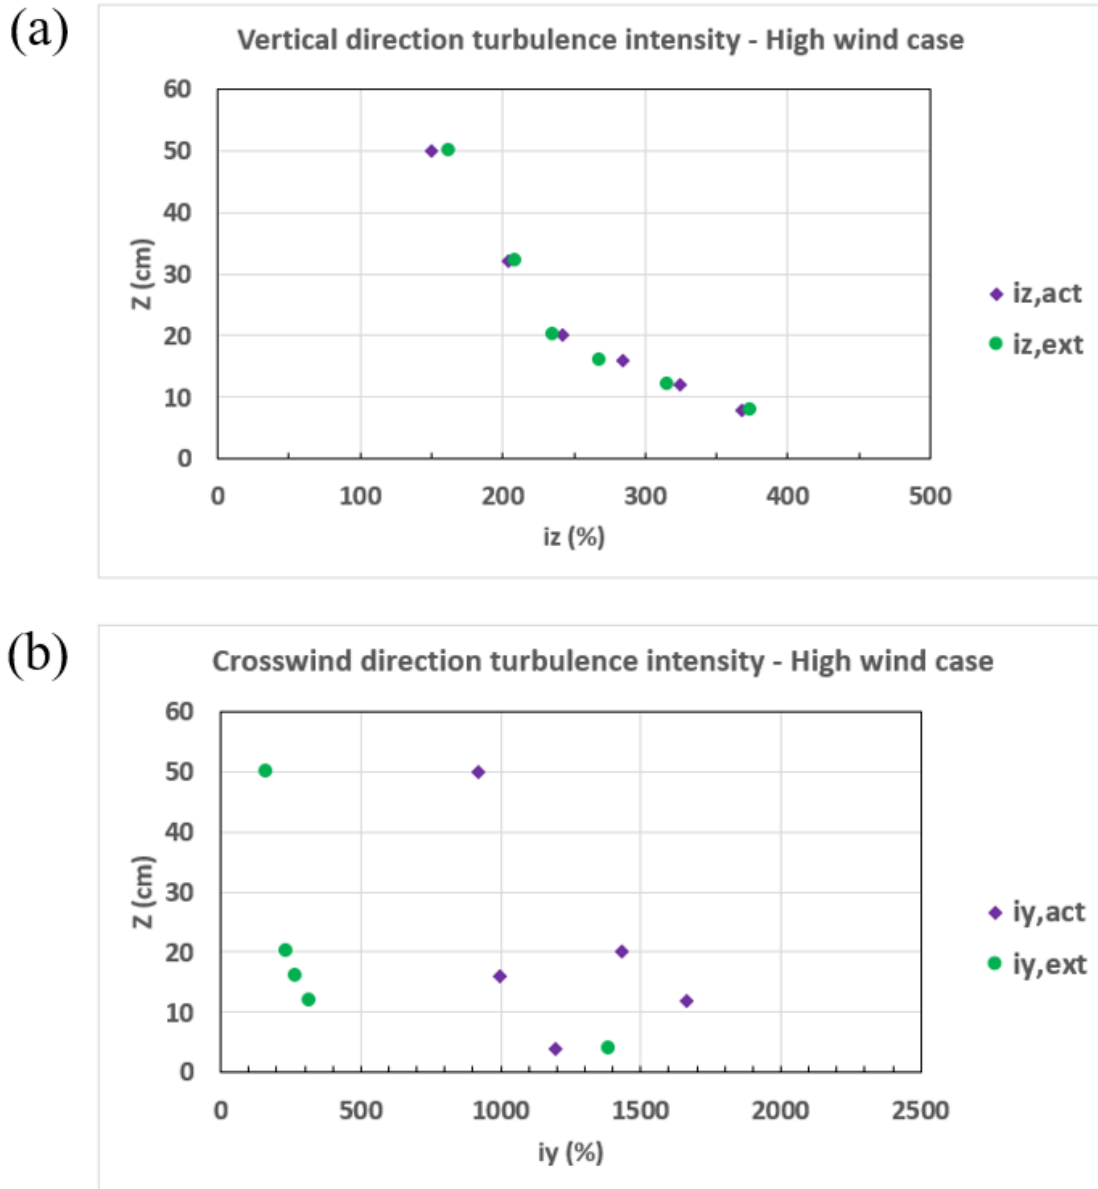 (a)
Vertical direction turbulence intensity - High wind case
60
50
40
30
20
10
0
Z (cm)
0 100 200 300 400 500
iz (%)
iz,act
iz,ext
(b)
Crosswind direction turbulence intensity - High wind case
60
50
40
30
20
10
0
Z (cm)
0 500 1000 1500 2000 2500
iy (%)
iy,act
iy,ext